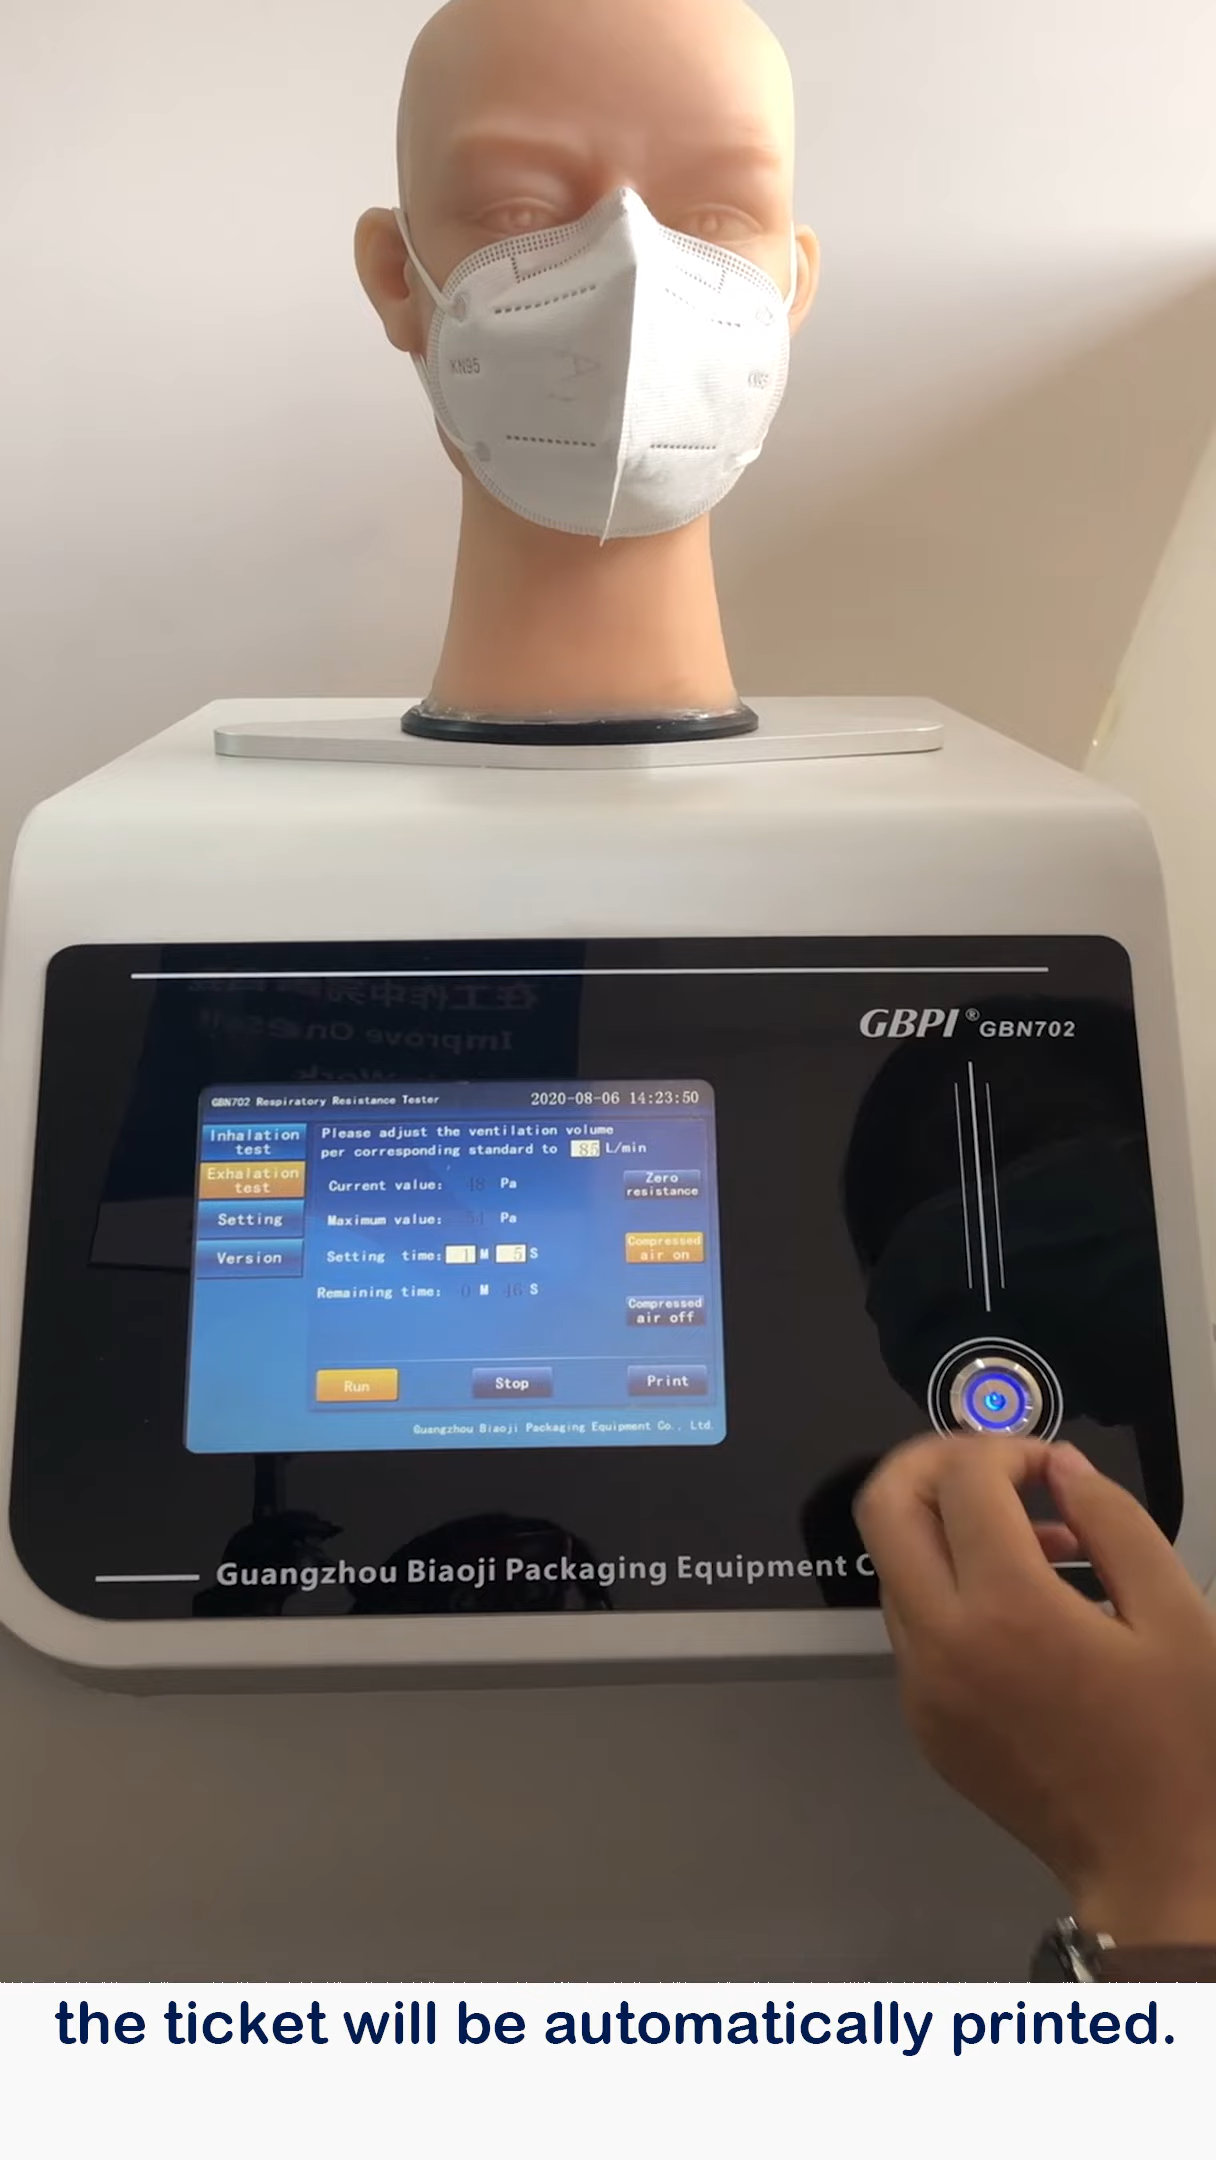 KN95
GBPI® GBN702
GBN702 Respiratory Resistance Tester 2020-08-06 14:23:50
Inhalation test
Exhalation test
Setting
Version
Please adjust the ventilation volume
per corresponding standard to 85 L/min
Current value: 48 Pa
Maximum value: Pa
Setting time: 1 M 5 S
Remaining time: 0 M 46 S
Zero resistance
Compressed air on
Compressed air off
Run Stop Print
Guangzhou Biaoji Packaging Equipment Co., Ltd.
Guangzhou Biaoji Packaging Equipment C
the ticket will be automatically printed.